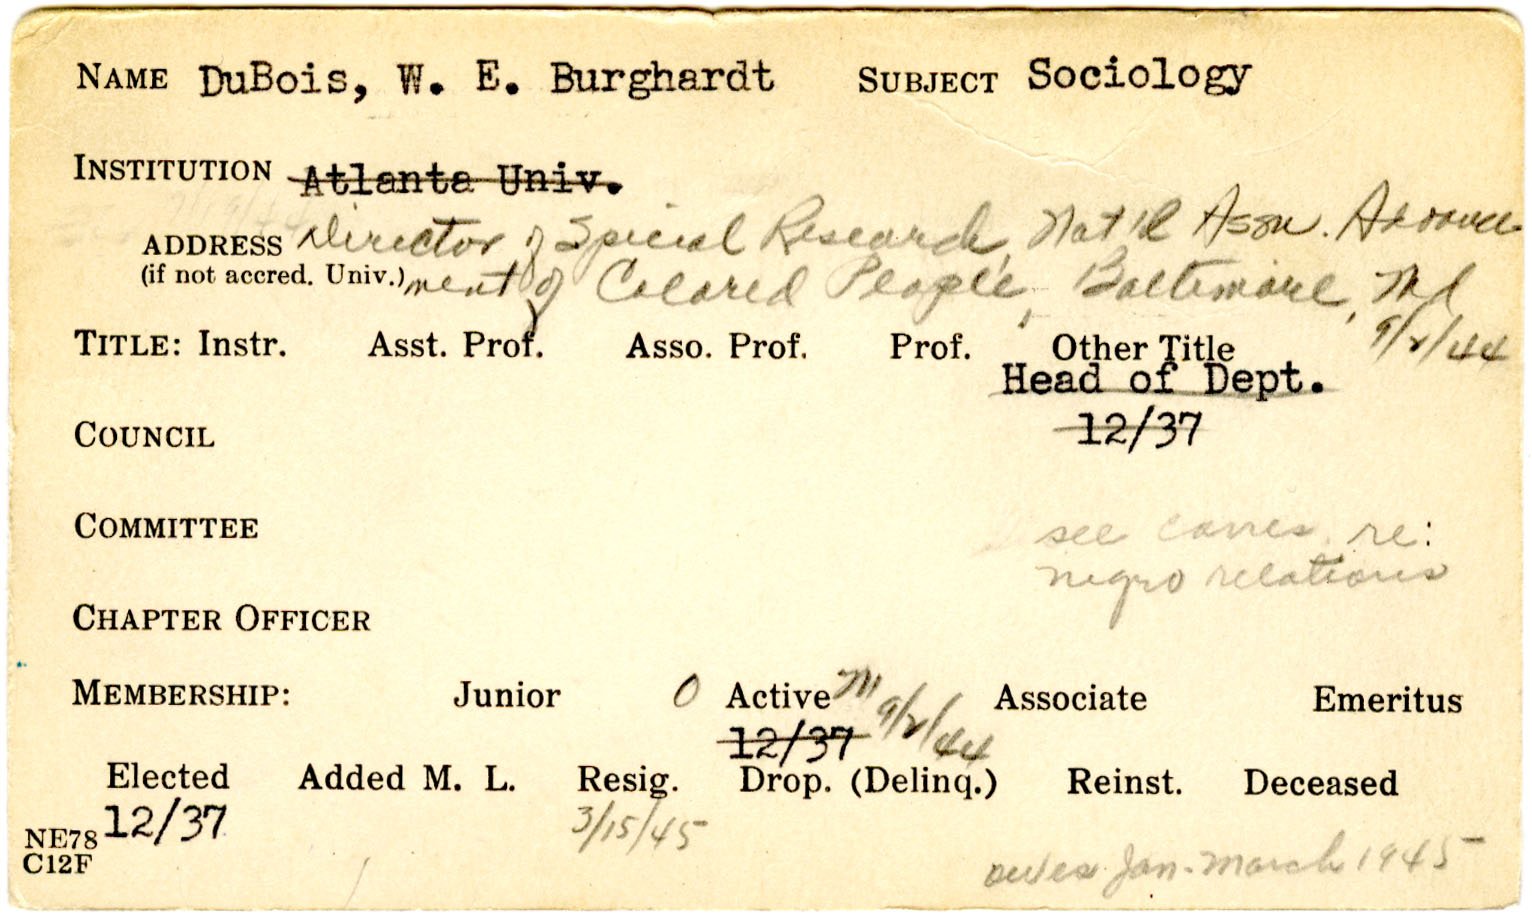 NAME DuBois, W. E. Burghardt SUBJECT Sociology
INSTITUTION Atlanta Univ.
ADDRESS Director of Special Research, Nat'l Assn. Advance
(if not accred. Univ.) ment of Colored People, Baltimore, Md
TITLE: Instr. Asst. Prof. Asso. Prof. Prof. Other Title 9/2/44
Head of Dept.
COUNCIL 12/37
COMMITTEE see corres. re:
negro relations
CHAPTER OFFICER
MEMBERSHIP: Junior 0 Active M 9/2/44 Associate Emeritus
12/37
Elected Added M. L. Resig. Drop. (Delinq.) Reinst. Deceased
12/37 3/15/45
NE78
C12F owes Jan.-March 1945